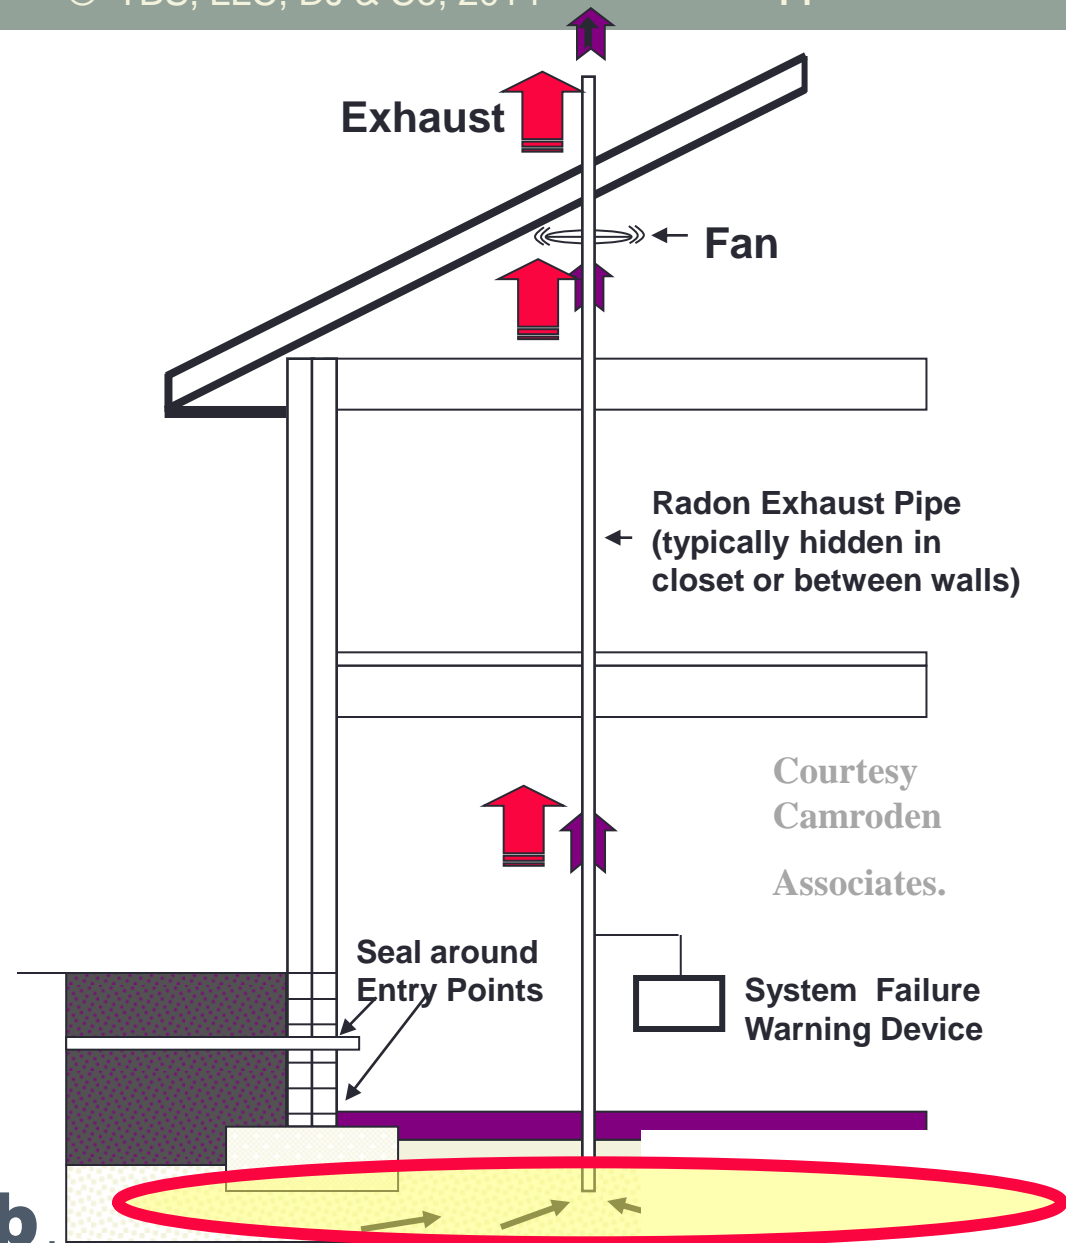 Exhaust
Fan
Radon Exhaust Pipe
(typically hidden in
closet or between walls)
Courtesy
Camroden
Associates.
Seal around
Entry Points
System Failure
Warning Device
b.